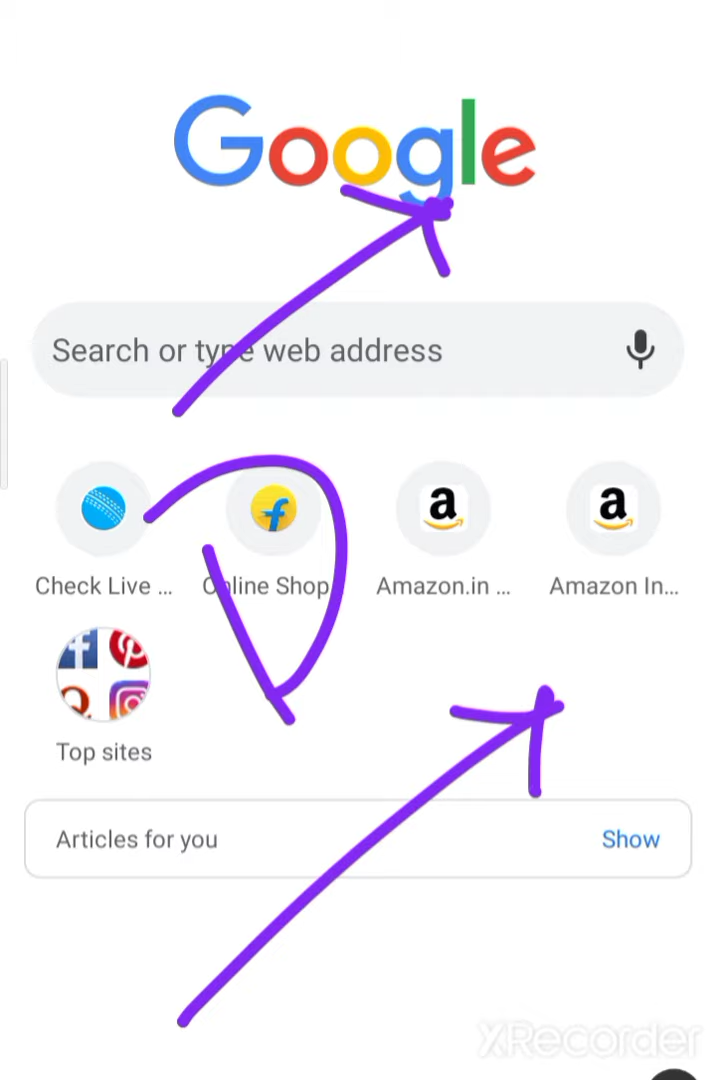 Google
Search or type web address
Check Live ... Online Shop Amazon.in ... Amazon In...
Top sites
Articles for you Show
XRecorder